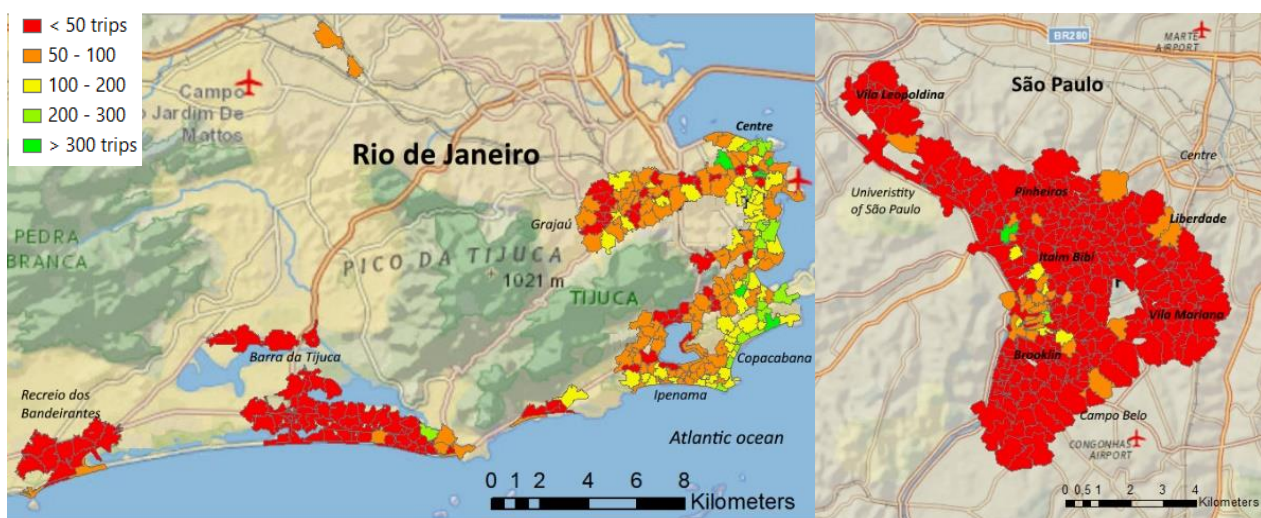 < 50 trips
50 - 100
100 - 200
200 - 300
> 300 trips
Campo
Jardim De
Mattos
Rio de Janeiro
Centre
Grajaú
PEDRA
BRANCA
PICO DA TIJUCA
1021 m
TIJUCA
Barra da Tijuca
Copacabana
Recreio dos
Bandeirantes
Ipenama
Atlantic ocean
0 1 2 4 6 8
Kilometers
BR280
MARTE
AIRPORT
São Paulo
Vila Leopoldina
Centre
Univeristity
of São Paulo
Pinheiros
Liberdade
Itaim Bibi
Vila Mariana
Brooklin
Campo Belo
CONGONHAS
AIRPORT
0 0,5 1 2 3 4
Kilometers